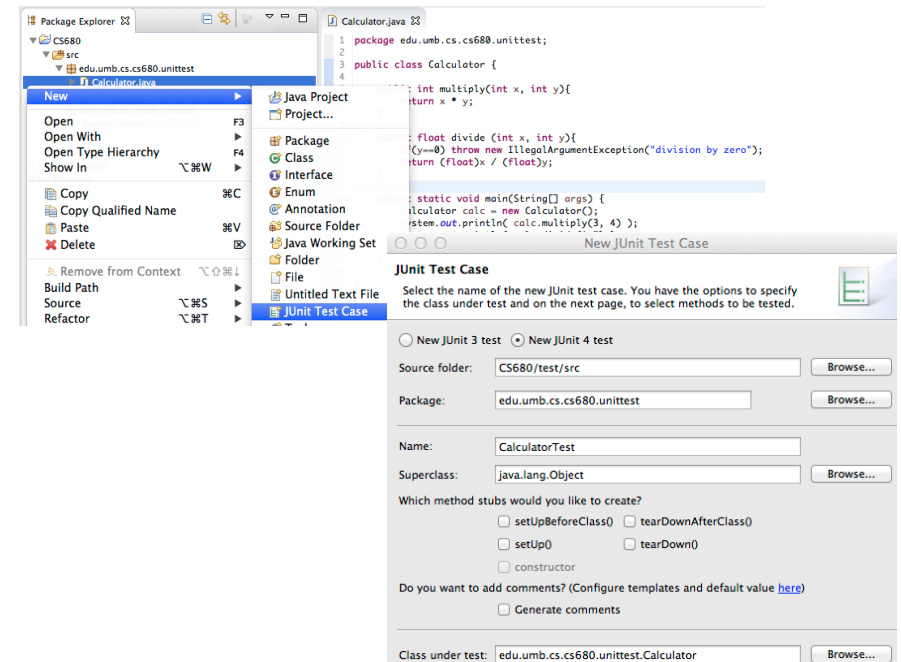 Package Explorer
CS680
src
edu.umb.cs.cs680.unittest
Calculator.java
New
Open F3
Open With
Open Type Hierarchy F4
Show In ⌥⌘W
Copy ⌘C
Copy Qualified Name
Paste ⌘V
Delete ⌦
Remove from Context ⌥⇧⌘↓
Build Path
Source ⌥⌘S
Refactor ⌥⌘T
Java Project
Project...
Package
Class
Interface
Enum
Annotation
Source Folder
Java Working Set
Folder
File
Untitled Text File
JUnit Test Case
Calculator.java
1 package edu.umb.cs.cs680.unittest;
2
3 public class Calculator {
4
int multiply(int x, int y){
eturn x * y;
float divide (int x, int y){
f(y==0) throw new IllegalArgumentException("division by zero");
eturn (float)x / (float)y;
static void main(String[] args) {
alculator calc = new Calculator();
ystem.out.println( calc.multiply(3, 4) );
New JUnit Test Case
JUnit Test Case
Select the name of the new JUnit test case. You have the options to specify
the class under test and on the next page, to select methods to be tested.
New JUnit 3 test New JUnit 4 test
Source folder: CS680/test/src Browse...
Package: edu.umb.cs.cs680.unittest Browse...
Name: CalculatorTest
Superclass: java.lang.Object Browse...
Which method stubs would you like to create?
setUpBeforeClass() tearDownAfterClass()
setUp() tearDown()
constructor
Do you want to add comments? (Configure templates and default value here)
Generate comments
Class under test: edu.umb.cs.cs680.unittest.Calculator Browse...